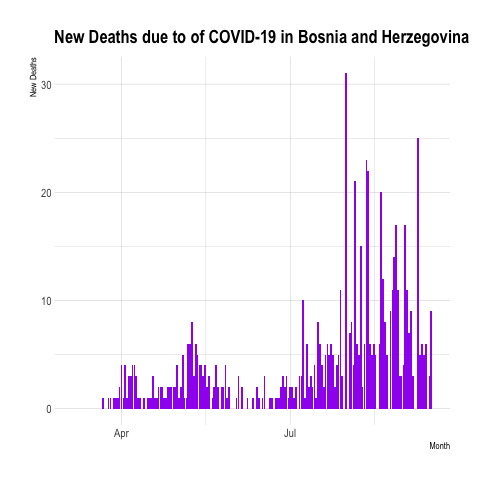 New Deaths due to of COVID-19 in Bosnia and Herzegovina
New Deaths
30
20
10
0
Apr
Jul
Month